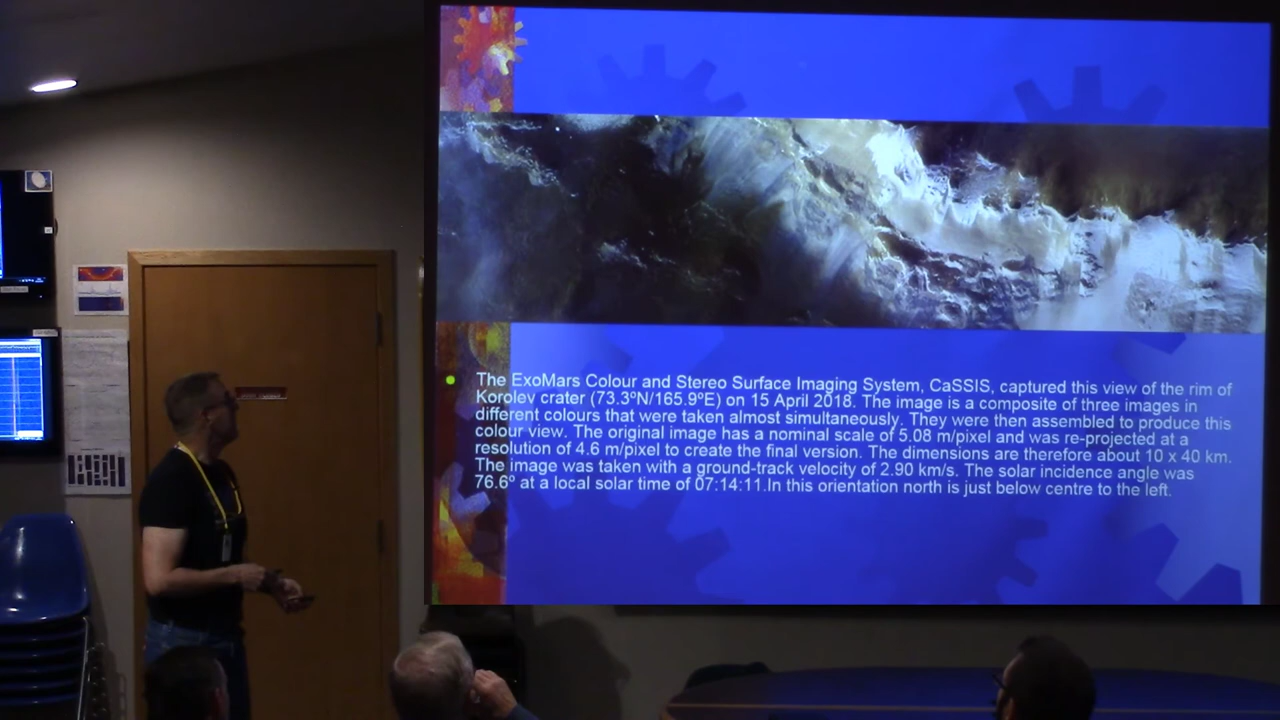 The ExoMars Colour and Stereo Surface Imaging System, CaSSIS, captured this view of the rim of
Korolev crater (73.3ºN/165.9ºE) on 15 April 2018. The image is a composite of three images in
different colours that were taken almost simultaneously. They were then assembled to produce this
colour view. The original image has a nominal scale of 5.08 m/pixel and was re-projected at a
resolution of 4.6 m/pixel to create the final version. The dimensions are therefore about 10 x 40 km.
The image was taken with a ground-track velocity of 2.90 km/s. The solar incidence angle was
76.6º at a local solar time of 07:14:11.In this orientation north is just below centre to the left.